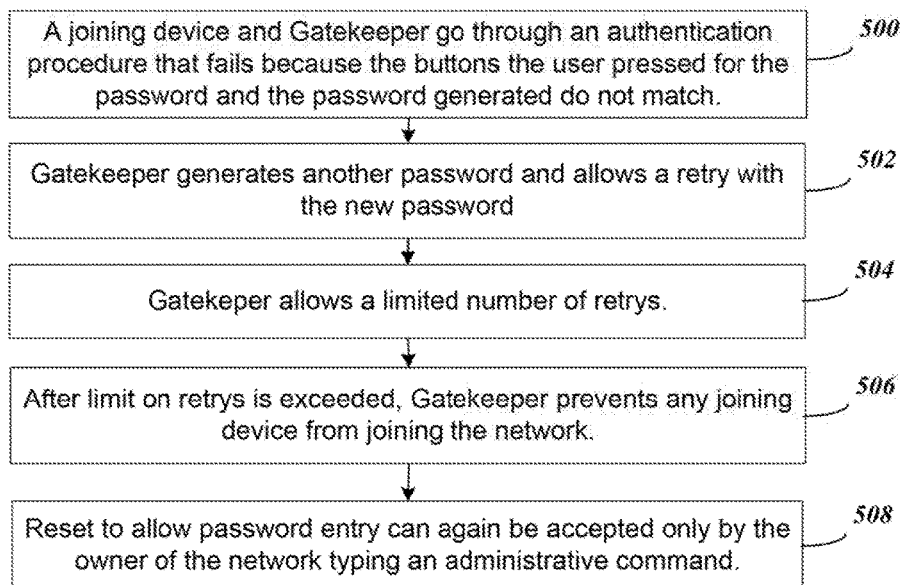 A joining device and Gatekeeper go through an authentication
procedure that fails because the buttons the user pressed for the
password and the password generated do not match.
500
Gatekeeper generates another password and allows a retry with
the new password
502
Gatekeper allows a limited number of retrys.
504
After limit on retrys is exceeded, Gatekeeper prevents any joining
device from joining the network.
506
Reset to allow password entry can again be accepted only by the
owner of the network typing an administrative command.
508